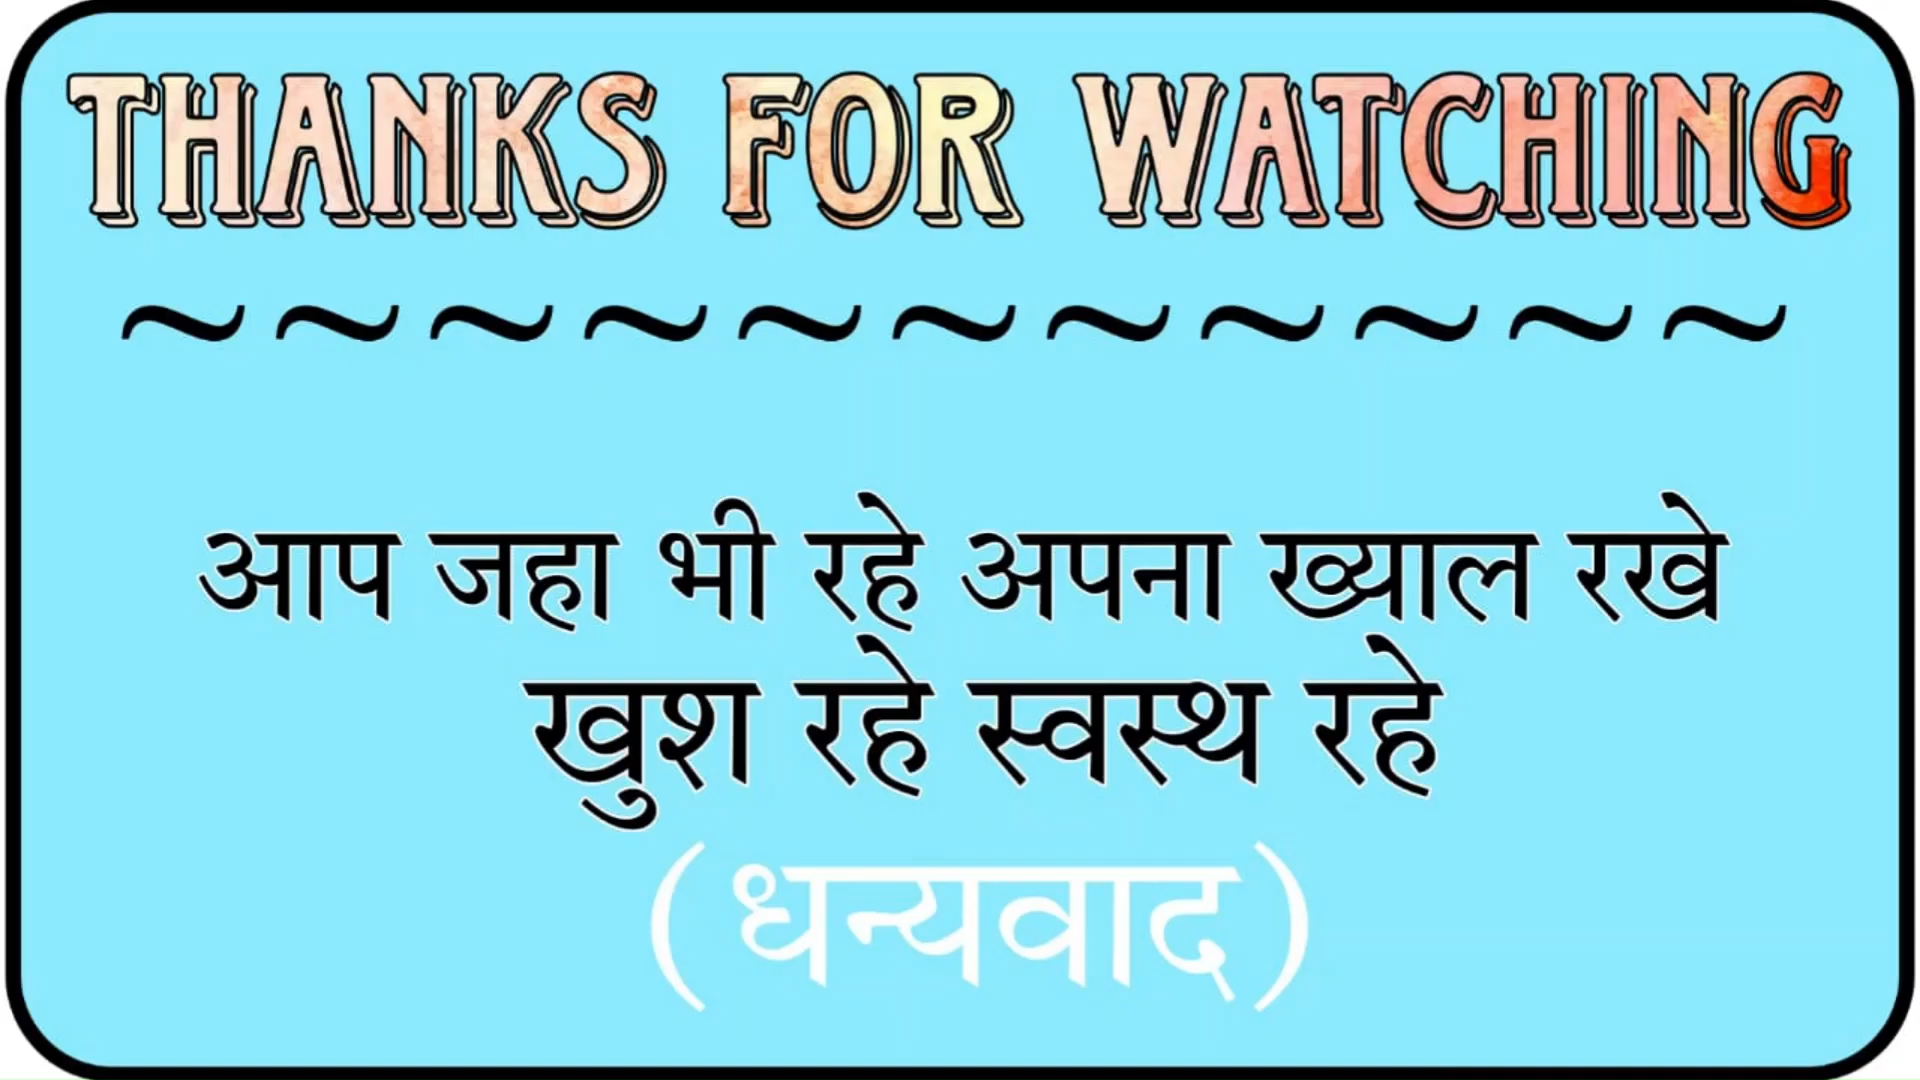 THANKS FOR WATCHING
~ ~ ~ ~ ~ ~ ~ ~ ~ ~ ~
आप जहा भी रहे अपना ख्याल रखे
खुश रहे स्वस्थ रहे
(धन्यवाद)